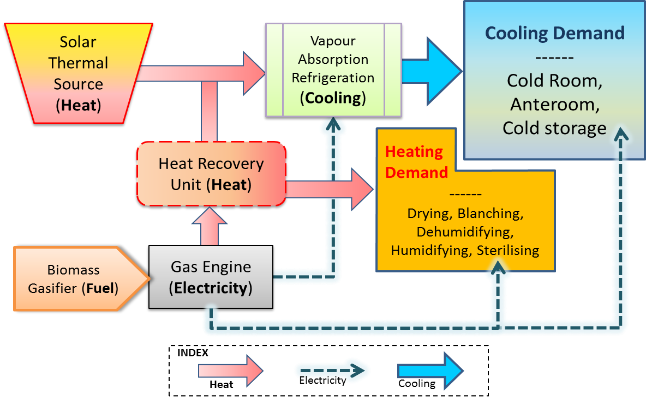 Solar
Thermal
Source
(Heat)
Vapour
Absorption
Refrigeration
(Cooling)
Cooling Demand
------
Cold Room,
Anteroom,
Cold storage
Heat Recovery
Unit (Heat)
Heating
Demand
------
Drying, Blanching,
Dehumidifying,
Humidifying, Sterilising
Biomass
Gasifier (Fuel)
Gas Engine
(Electricity)
INDEX
Heat
Electricity
Cooling